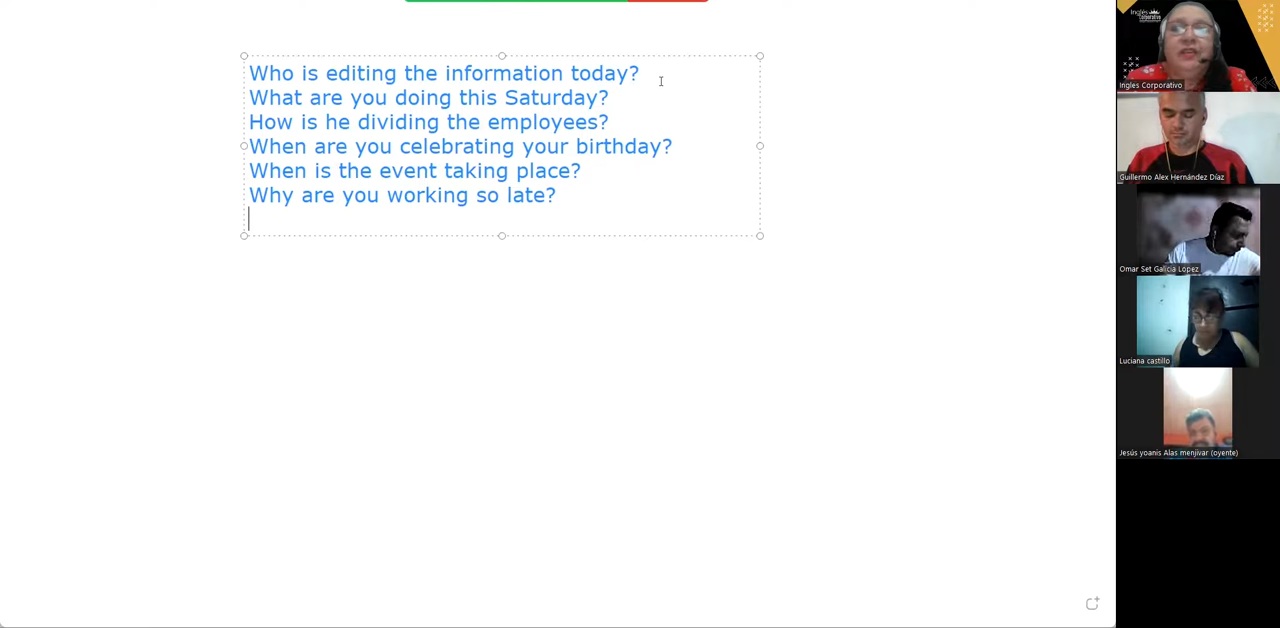 Who is editing the information today?
What are you doing this Saturday?
How is he dividing the employees?
When are you celebrating your birthday?
When is the event taking place?
Why are you working so late?
Inglés
Corporativo
Ingles Corporativo
Guillermo Alex Hernández Díaz
Omar Set Galicia Lopez
Luciana castillo
Jesús yoanis Alas menjivar (oyente)